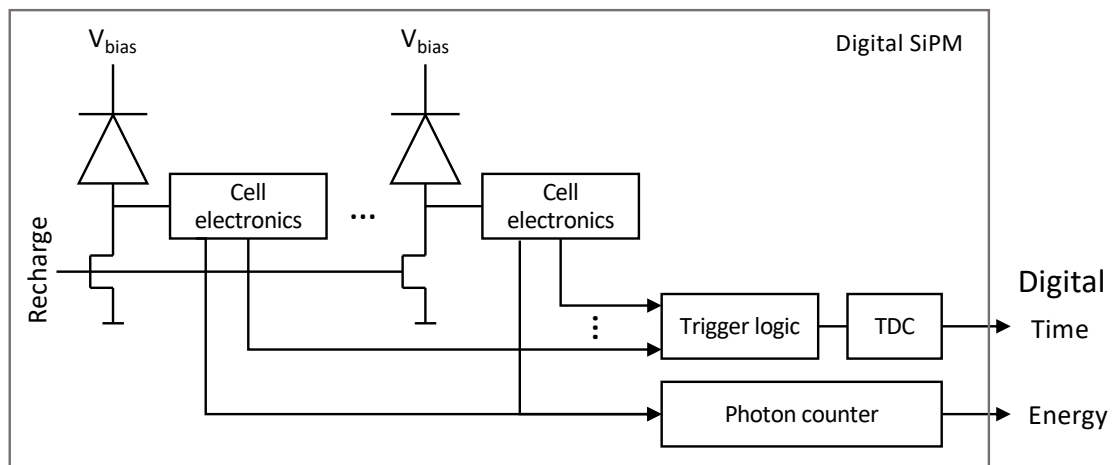 V_bias
V_bias
Digital SiPM
Cell
electronics
...
Cell
electronics
Recharge
Digital
Trigger logic
TDC
Time
Photon counter
Energy